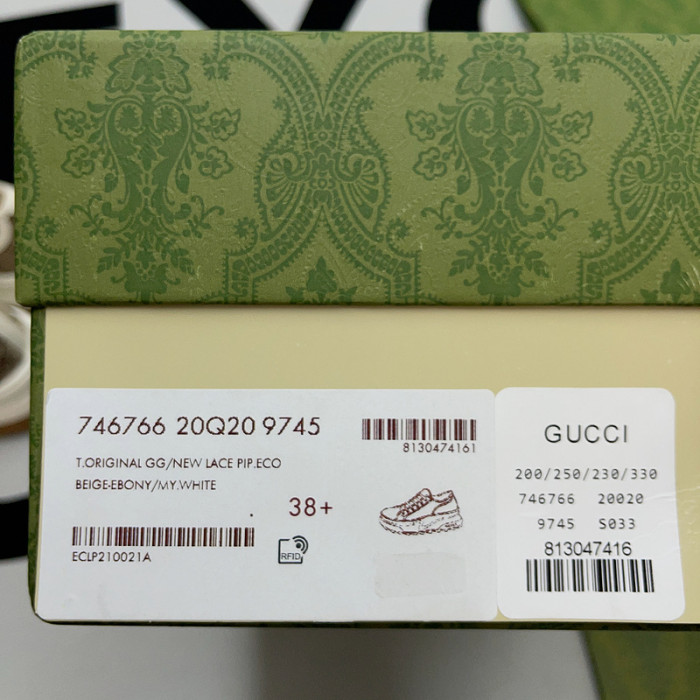 746766 20Q20 9745
8130474161
T.ORIGINAL GG/NEW LACE PIP.ECO
BEIGE-EBONY/MY.WHITE
38+
ECLP210021A
RFID
GUCCI
200/250/230/330
746766 20020
9745 S033
813047416